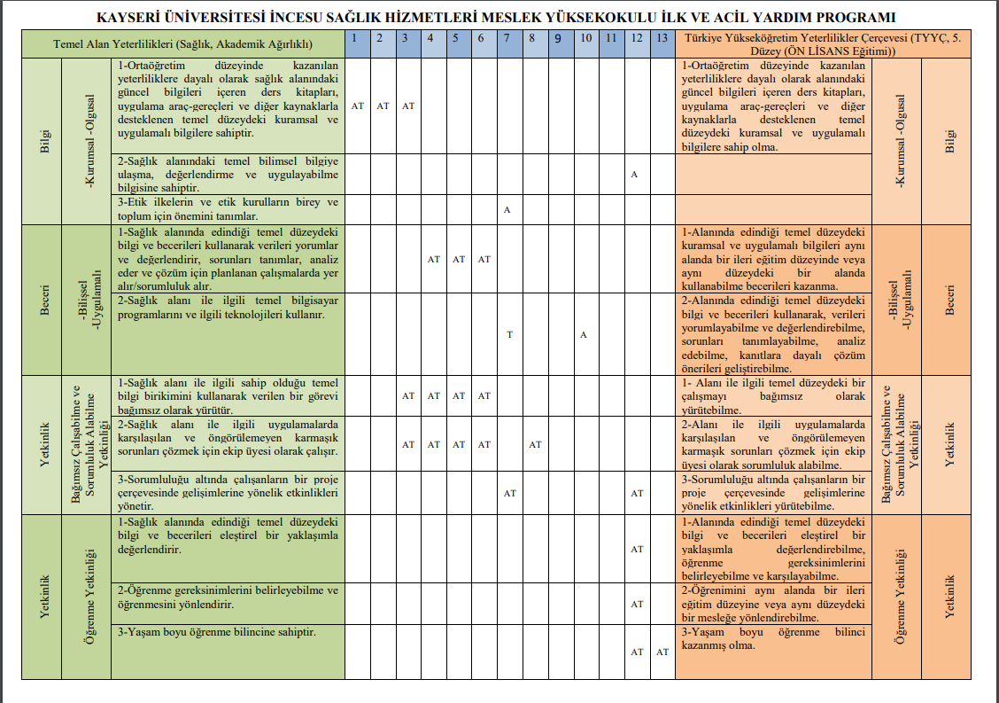 KAYSERİ ÜNİVERSİTESİ İNCESU SAĞLIK HİZMETLERİ MESLEK YÜKSEKOKULU İLK VE ACİL YARDIM PROGRAMI
Temel Alan Yeterlilikleri (Sağlık, Akademik Ağırlıklı)
1 2 3 4 5 6 7 8 9 10 11 12 13
Türkiye Yükseköğretim Yeterlilikler Çerçevesi (TYYÇ, 5.
Düzey (ÖN LİSANS Eğitimi))
Bilgi
-Kurumsal -Olgusal
1-Ortaöğretim düzeyinde kazanılan
yeterliliklere dayalı olarak sağlık alanındaki
güncel bilgileri içeren ders kitapları,
uygulama araç-gereçleri ve diğer kaynaklarla
desteklenen temel düzeydeki kuramsal ve
uygulamalı bilgilere sahiptir.
AT AT AT
1-Ortaöğretim düzeyinde kazanılan
yeterliliklere dayalı olarak alanındaki
güncel bilgileri içeren ders kitapları,
uygulama araç-gereçleri ve diğer
kaynaklarla desteklenen temel
düzeydeki kuramsal ve uygulamalı
bilgilere sahip olma.
-Kurumsal -Olgusal
Bilgi
2-Sağlık alanındaki temel bilimsel bilgiye
ulaşma, değerlendirme ve uygulayabilme
bilgisine sahiptir.
A
3-Etik ilkelerin ve etik kurulların birey ve
toplum için önemini tanımlar.
A
Beceri
-Bilişsel
-Uygulamalı
1-Sağlık alanında edindiği temel düzeydeki
bilgi ve becerileri kullanarak verileri yorumlar
ve değerlendirir, sorunları tanımlar, analiz
eder ve çözüm için planlanan çalışmalarda yer
alır/sorumluluk alır.
AT AT AT
1-Alanında edindiği temel düzeydeki
kuramsal ve uygulamalı bilgileri aynı
alanda bir ileri eğitim düzeyinde veya
aynı düzeydeki bir alanda
kullanabilme becerileri kazanma.
-Bilişsel
-Uygulamalı
Beceri
2-Sağlık alanı ile ilgili temel bilgisayar
programlarını ve ilgili teknolojileri kullanır.
T A
2-Alanında edindiği temel düzeydeki
bilgi ve becerileri kullanarak, verileri
yorumlayabilme ve değerlendirebilme,
sorunları tanımlayabilme, analiz
edebilme, kanıtlara dayalı çözüm
önerileri geliştirebilme.
Yetkinlik
Bağımsız Çalışabilme ve
Sorumluluk Alabilme
Yetkinliği
1-Sağlık alanı ile ilgili sahip olduğu temel
bilgi birikimini kullanarak verilen bir görevi
bağımsız olarak yürütür.
AT AT AT AT
1- Alanı ile ilgili temel düzeydeki bir
çalışmayı bağımsız olarak
yürütebilme.
Bağımsız Çalışabilme ve
Sorumluluk Alabilme
Yetkinliği
Yetkinlik
2-Sağlık alanı ile ilgili uygulamalarda
karşılaşılan ve öngörülemeyen karmaşık
sorunları çözmek için ekip üyesi olarak çalışır.
AT AT AT AT AT
2-Alanı ile ilgili uygulamalarda
karşılaşılan ve öngörülemeyen
karmaşık sorunları çözmek için ekip
üyesi olarak sorumluluk alabilme.
3-Sorumluluğu altında çalışanların bir proje
çerçevesinde gelişimlerine yönelik etkinlikleri
yönetir.
AT AT
3-Sorumluluğu altında çalışanların bir
proje çerçevesinde gelişimlerine
yönelik etkinlikleri yürütebilme.
Yetkinlik
Öğrenme Yetkinliği
1-Sağlık alanında edindiği temel düzeydeki
bilgi ve becerileri eleştirel bir yaklaşımla
değerlendirir.
AT
1-Alanında edindiği temel düzeydeki
bilgi ve becerileri eleştirel bir
yaklaşımla değerlendirebilme,
öğrenme gereksinimlerini
belirleyebilme ve karşılayabilme.
Öğrenme Yetkinliği
Yetkinlik
2-Öğrenme gereksinimlerini belirleyebilme ve
öğrenmesini yönlendirir.
AT
2-Öğrenimini aynı alanda bir ileri
eğitim düzeyine veya aynı düzeydeki
bir mesleğe yönlendirebilme.
3-Yaşam boyu öğrenme bilincine sahiptir.
AT AT
3-Yaşam boyu öğrenme bilinci
kazanmış olma.